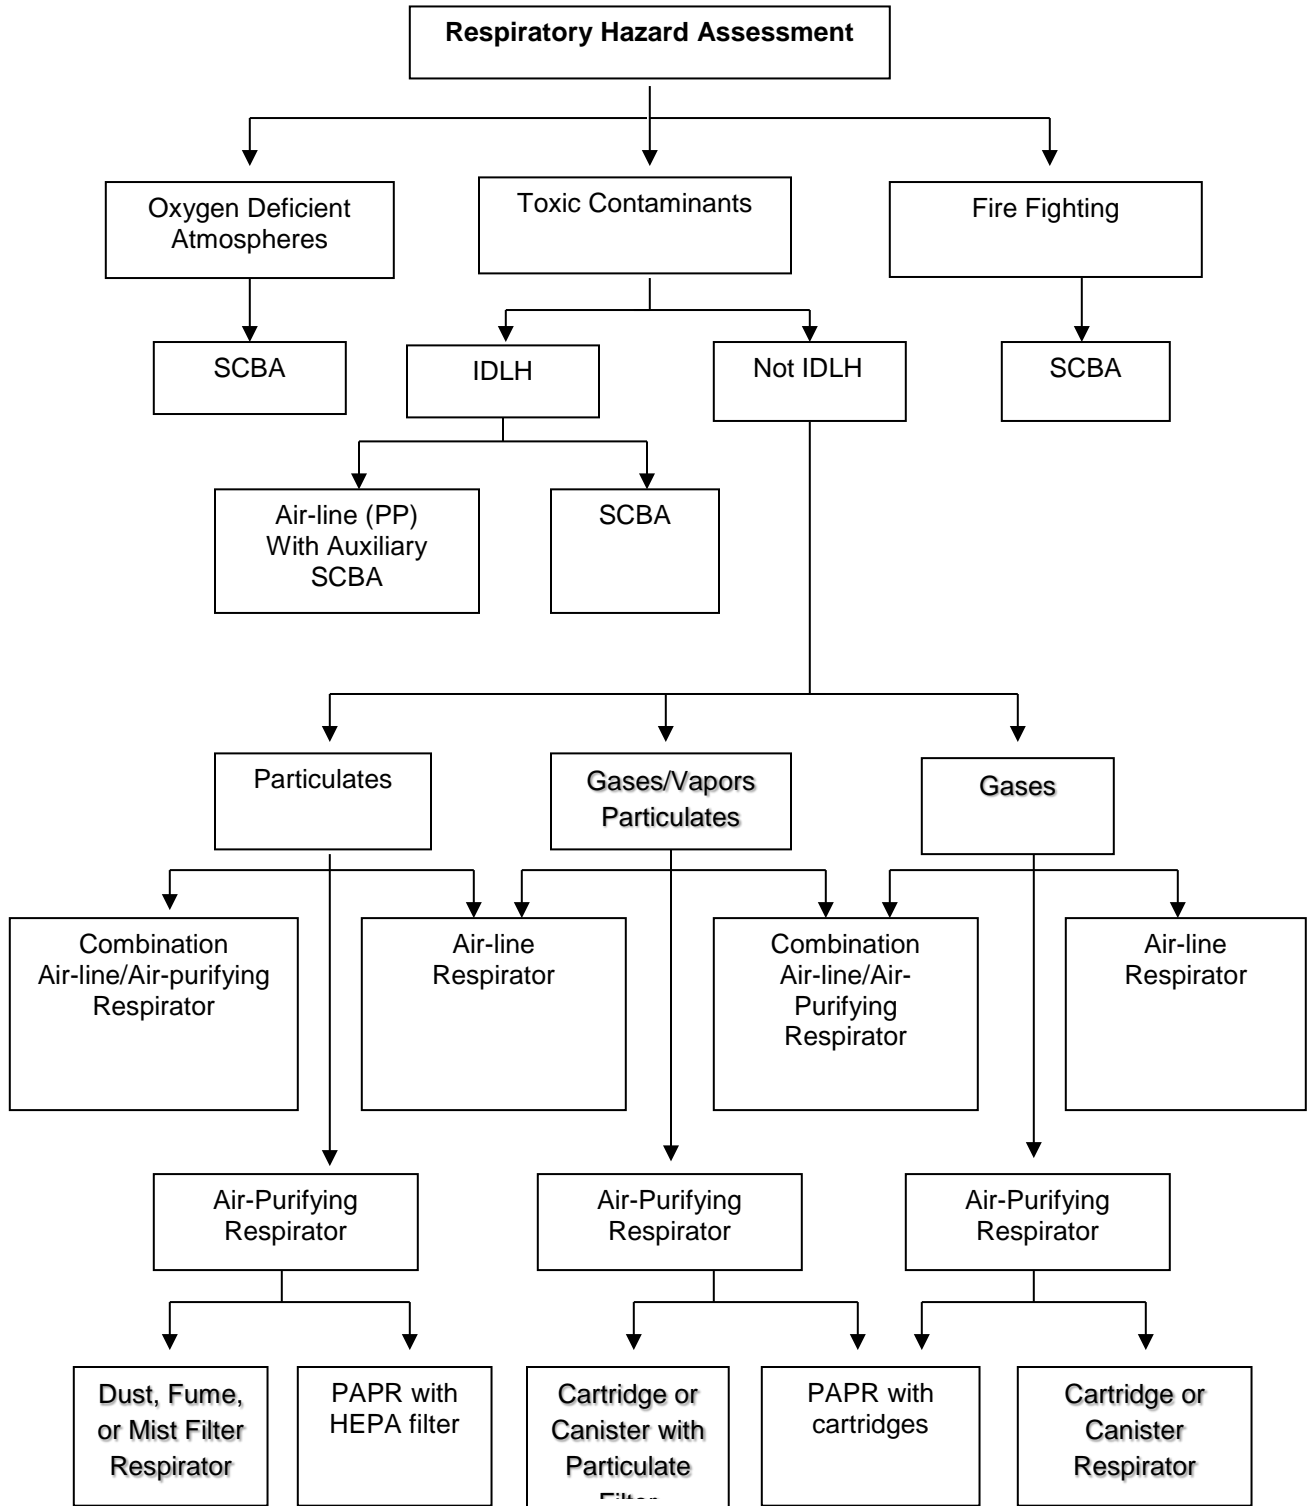 Respiratory Hazard Assessment
Oxygen Deficient
Atmospheres
Toxic Contaminants
Fire Fighting
SCBA
IDLH
Not IDLH
SCBA
Air-line (PP)
With Auxiliary
SCBA
SCBA
Particulates
Gases/Vapors
Particulates
Gases
Combination
Air-line/Air-purifying
Respirator
Air-line
Respirator
Combination
Air-line/Air-
Purifying
Respirator
Air-line
Respirator
Air-Purifying
Respirator
Air-Purifying
Respirator
Air-Purifying
Respirator
Dust, Fume,
or Mist Filter
Respirator
PAPR with
HEPA filter
Cartridge or
Canister with
Particulate
Filter
PAPR with
cartridges
Cartridge or
Canister
Respirator